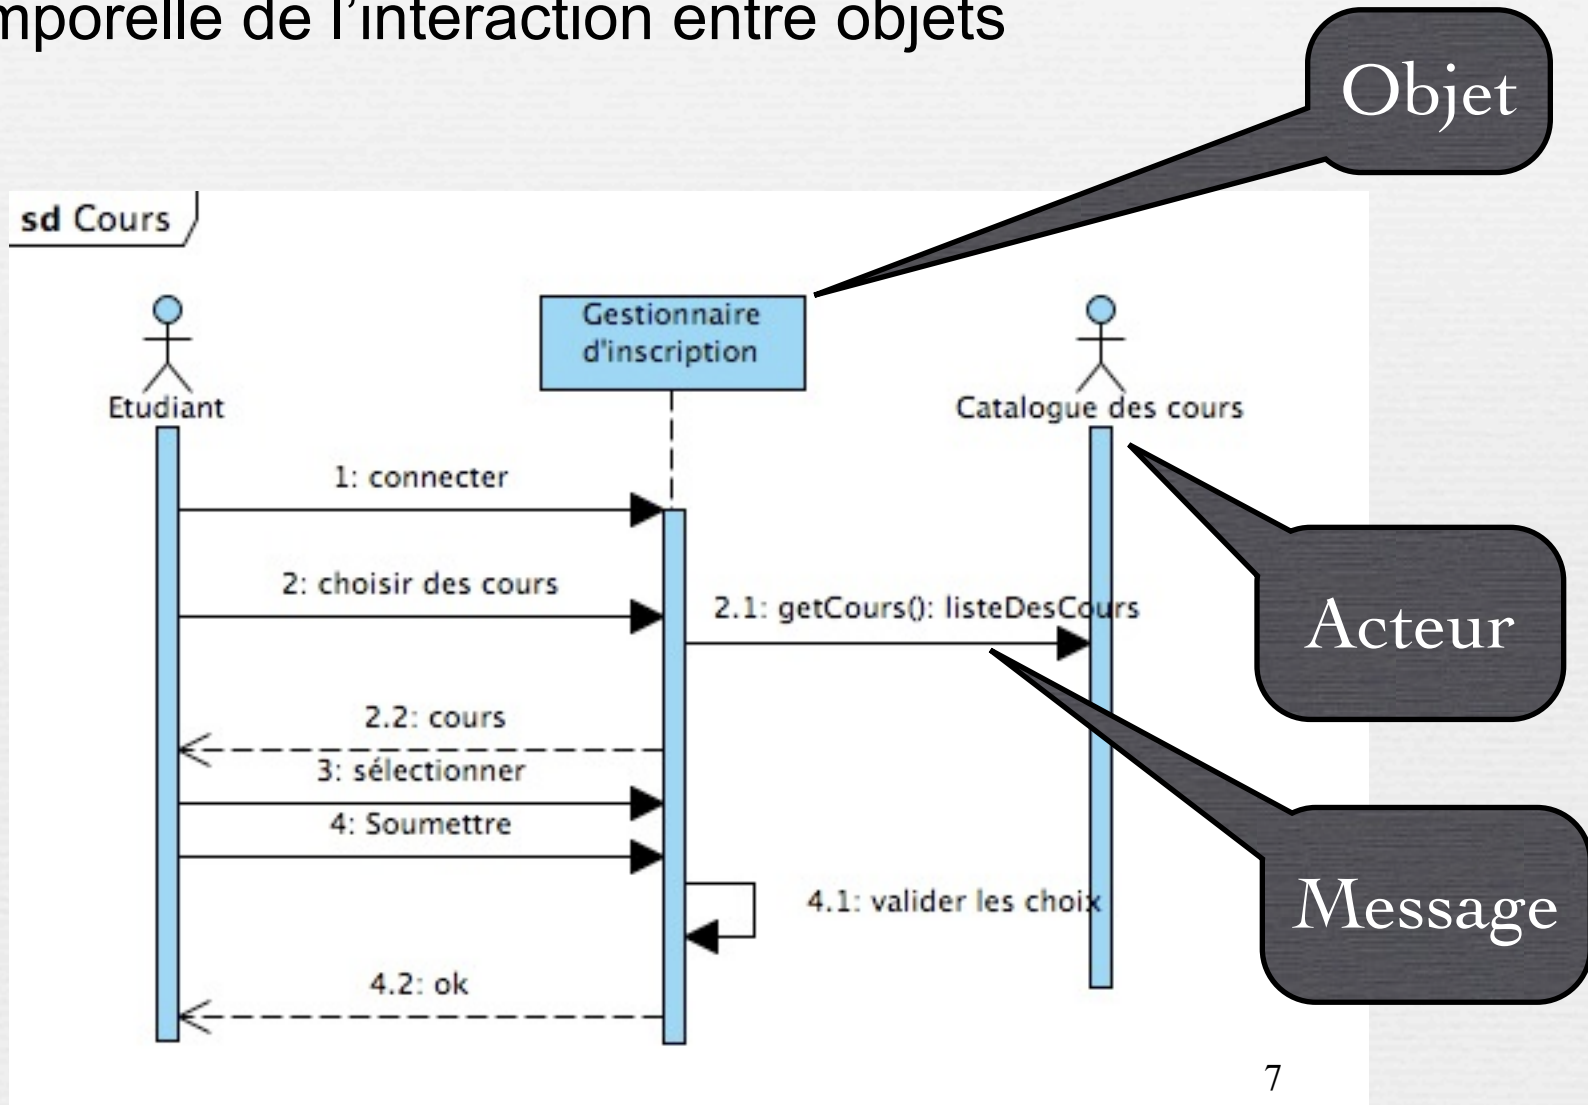 mporelle de l'interaction entre objets
Objet
sd Cours
Gestionnaire
d'inscription
Etudiant
Catalogue des cours
1: connecter
2: choisir des cours
2.1: getCours(): listeDesCours
Acteur
2.2: cours
3: sélectionner
4: Soumettre
4.1: valider les choix
Message
4.2: ok
7